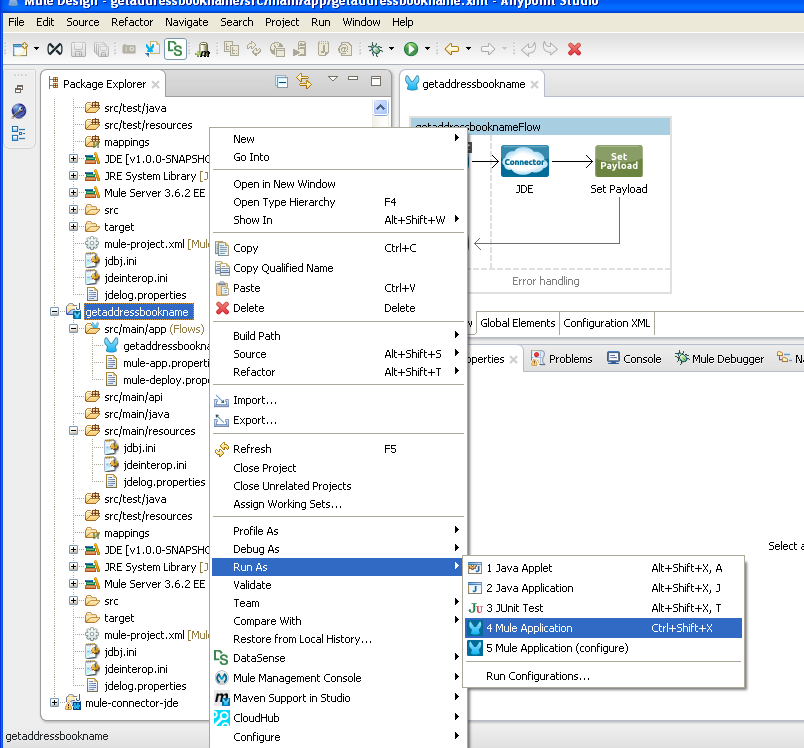 Mule Design - getaddressbookname/src/main/app/getaddressbookname.xml - Anypoint Studio
File Edit Source Refactor Navigate Search Project Run Window Help
Package Explorer
src/test/java
src/test/resources
mappings
JDE [v1.0.0-SNAPSHO
JRE System Library [J
Mule Server 3.6.2 EE
src
target
mule-project.xml [Mul
jdbj.ini
jdeinterop.ini
jdelog.properties
getaddressbookname
src/main/app (Flows)
getaddressbookna
mule-app.properti
mule-deploy.prope
src/main/api
src/main/java
src/main/resources
jdbj.ini
jdeinterop.ini
jdelog.properties
src/test/java
src/test/resources
mappings
JDE [v1.0.0-SNAPSHO
JRE System Library [J
Mule Server 3.6.2 EE
src
target
mule-project.xml [Mul
jdbj.ini
jdeinterop.ini
jdelog.properties
mule-connector-jde
getaddressbookname
New
Go Into
Open in New Window
Open Type Hierarchy F4
Show In Alt+Shift+W
Copy Ctrl+C
Copy Qualified Name
Paste Ctrl+V
Delete Delete
Build Path
Source Alt+Shift+S
Refactor Alt+Shift+T
Import...
Export...
Refresh F5
Close Project
Close Unrelated Projects
Assign Working Sets...
Profile As
Debug As
Run As
Validate
Team
Compare With
Restore from Local History...
DataSense
Mule Management Console
Maven Support in Studio
CloudHub
Configure
1 Java Applet Alt+Shift+X, A
2 Java Application Alt+Shift+X, J
3 JUnit Test Alt+Shift+X, T
4 Mule Application Ctrl+Shift+X
5 Mule Application (configure)
Run Configurations...
getaddressbookname
getaddressbooknameFlow
Connector
Set
Payload
JDE Set Payload
Error handling
w Global Elements Configuration XML
operties Problems Console Mule Debugger Na
Select a